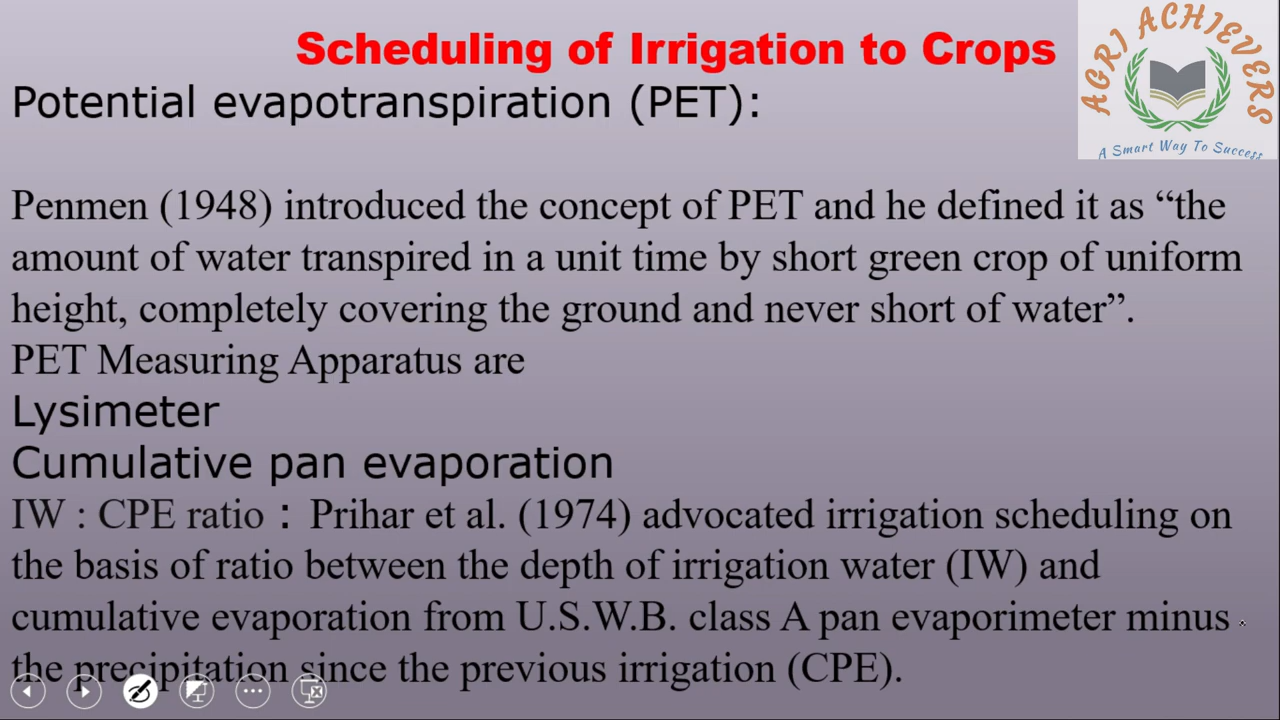 Scheduling of Irrigation to Crops
AGRI ACHIEVERS
A Smart Way To Success
Potential evapotranspiration (PET):
Penmen (1948) introduced the concept of PET and he defined it as “the
amount of water transpired in a unit time by short green crop of uniform
height, completely covering the ground and never short of water”.
PET Measuring Apparatus are
Lysimeter
Cumulative pan evaporation
IW : CPE ratio : Prihar et al. (1974) advocated irrigation scheduling on
the basis of ratio between the depth of irrigation water (IW) and
cumulative evaporation from U.S.W.B. class A pan evaporimeter minus
the precipitation since the previous irrigation (CPE).